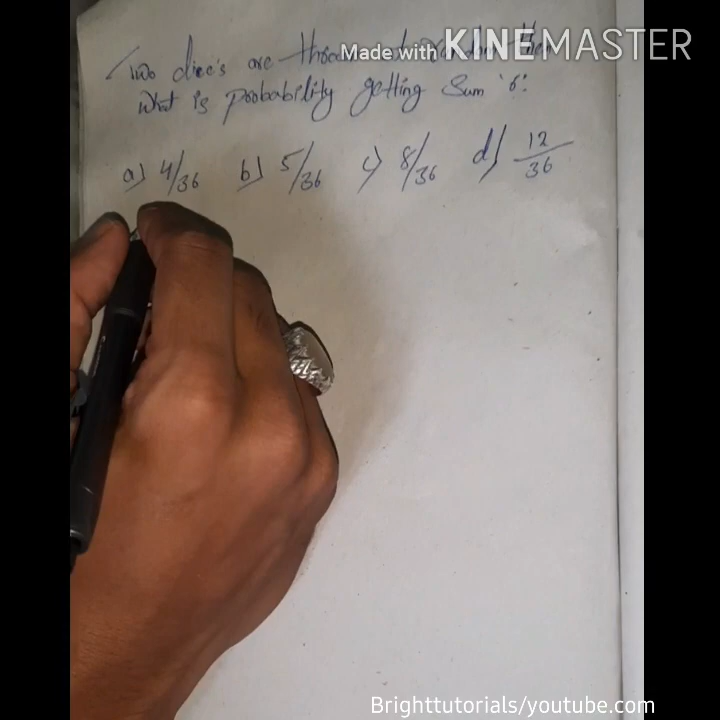 Made with KINEMASTER
Two dice's are
What is probability getting Sum '6'.
a) 4/36 b) 5/36 c) 8/36 d) 12/36
Brighttutorials/youtube.com